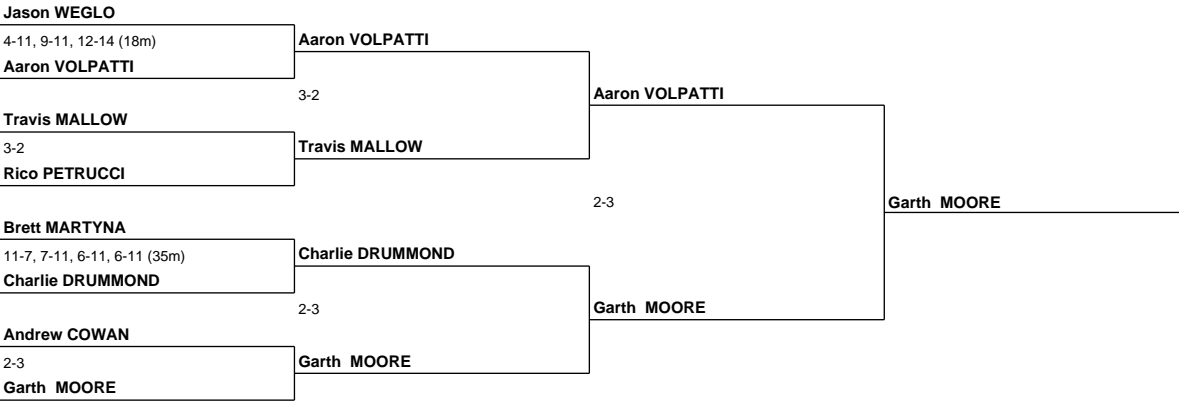 Jason WEGLO
4-11, 9-11, 12-14 (18m)
Aaron VOLPATTI
Travis MALLOW
3-2
Rico PETRUCCI
Brett MARTYNA
11-7, 7-11, 6-11, 6-11 (35m)
Charlie DRUMMOND
Andrew COWAN
2-3
Garth MOORE
Aaron VOLPATTI
3-2
Travis MALLOW
Charlie DRUMMOND
2-3
Garth MOORE
Aaron VOLPATTI
2-3
Garth MOORE
Garth MOORE